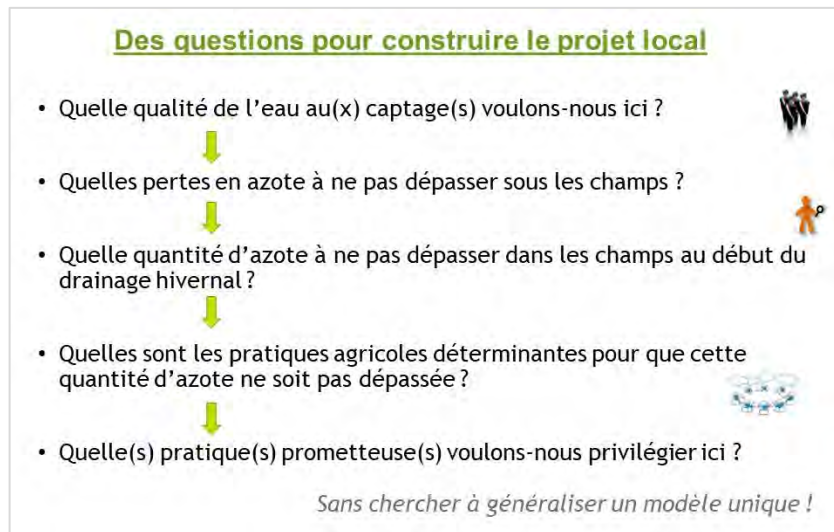 Des questions pour construire le projet local
• Quelle qualité de l'eau au(x) captage(s) voulons-nous ici ?
• Quelles pertes en azote à ne pas dépasser sous les champs ?
• Quelle quantité d'azote à ne pas dépasser dans les champs au début du
drainage hivernal ?
• Quelles sont les pratiques agricoles déterminantes pour que cette
quantité d'azote ne soit pas dépassée ?
• Quelle(s) pratique(s) prometteuse(s) voulons-nous privilégier ici ?
Sans chercher à généraliser un modèle unique !